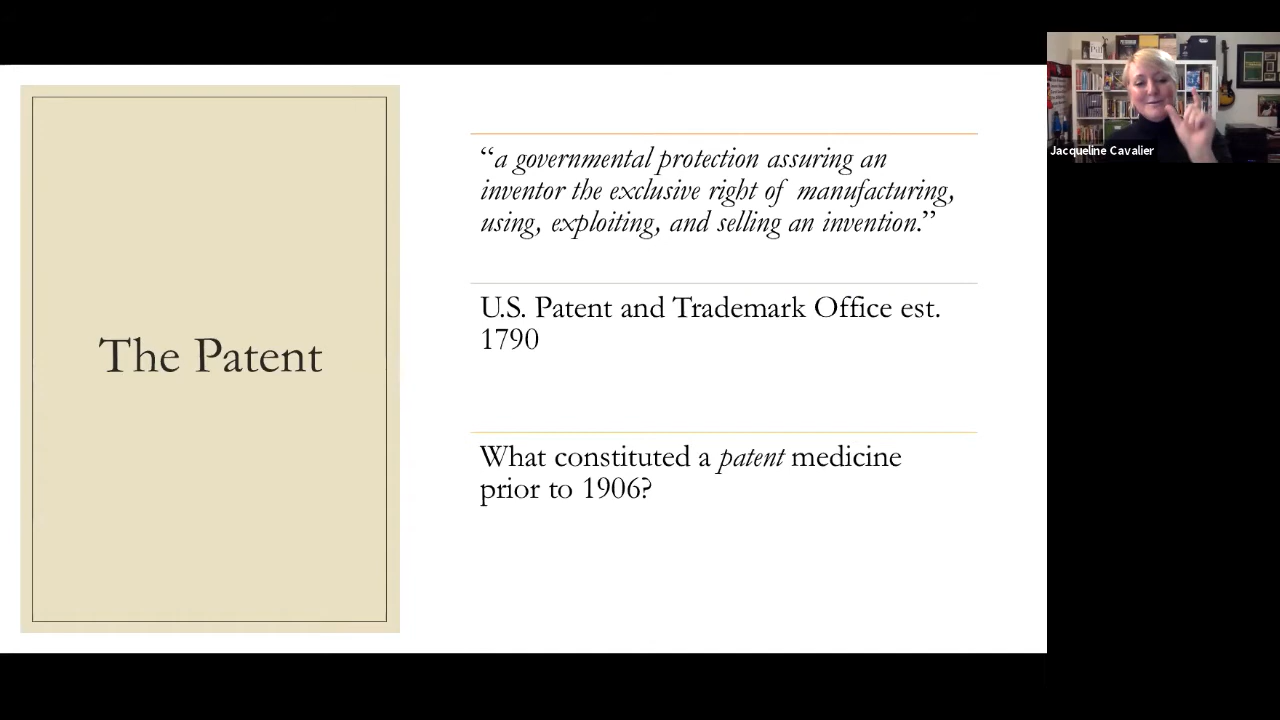 The Patent
“a governmental protection assuring an
inventor the exclusive right of manufacturing,
using, exploiting, and selling an invention.”
U.S. Patent and Trademark Office est.
1790
What constituted a patent medicine
prior to 1906?
Jacqueline Cavalier